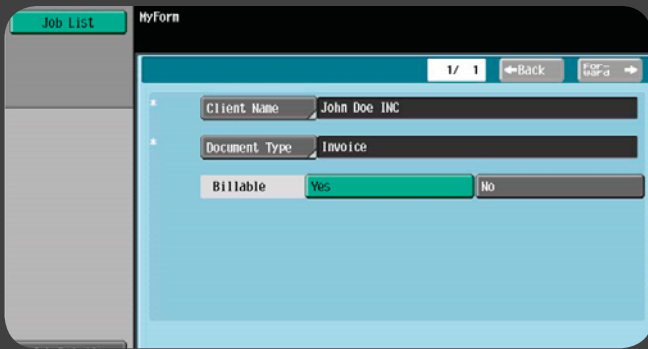 Job List
MyForm
1/ 1
←Back
For-
ward →
* Client Name John Doe INC
* Document Type Invoice
Billable Yes No